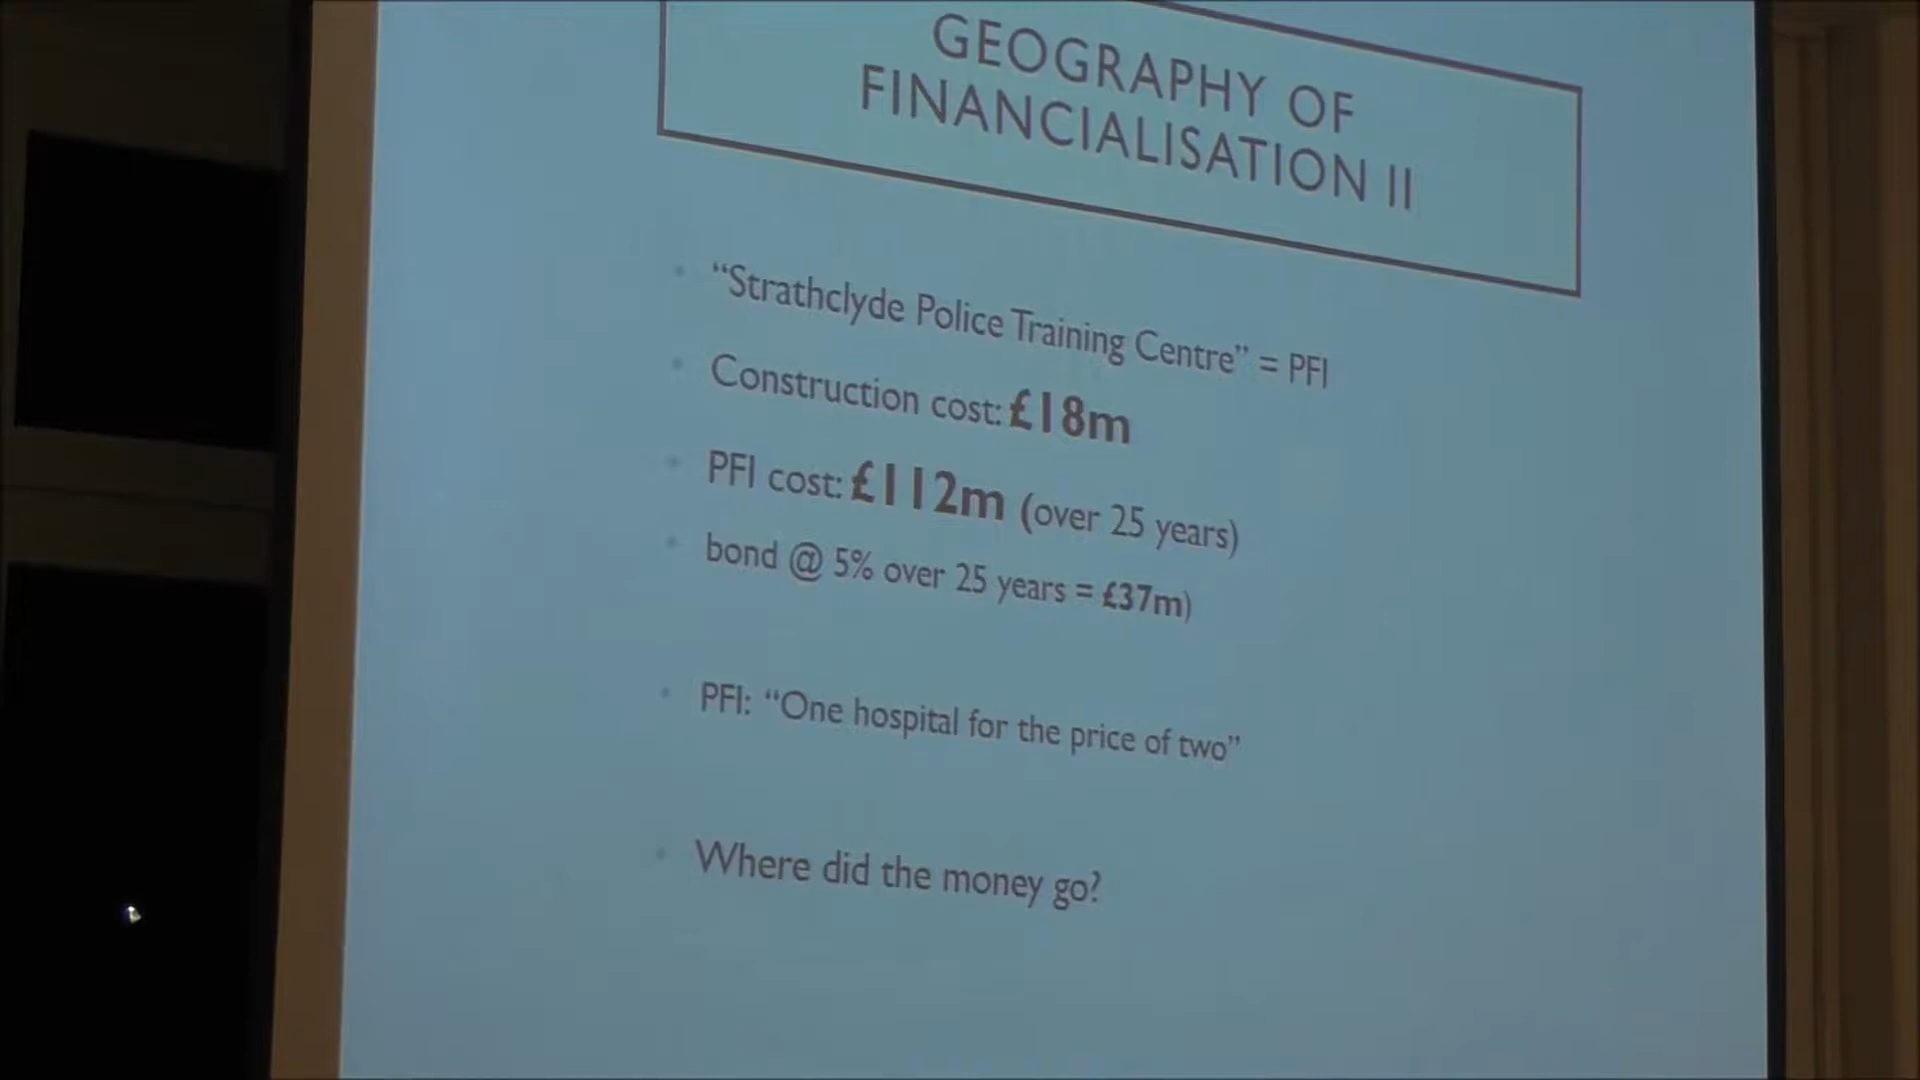 GEOGRAPHY OF
FINANCIALISATION II
“Strathclyde Police Training Centre” = PFI
Construction cost: £18m
PFI cost: £112m (over 25 years)
bond @ 5% over 25 years = £37m)
PFI: “One hospital for the price of two”
Where did the money go?